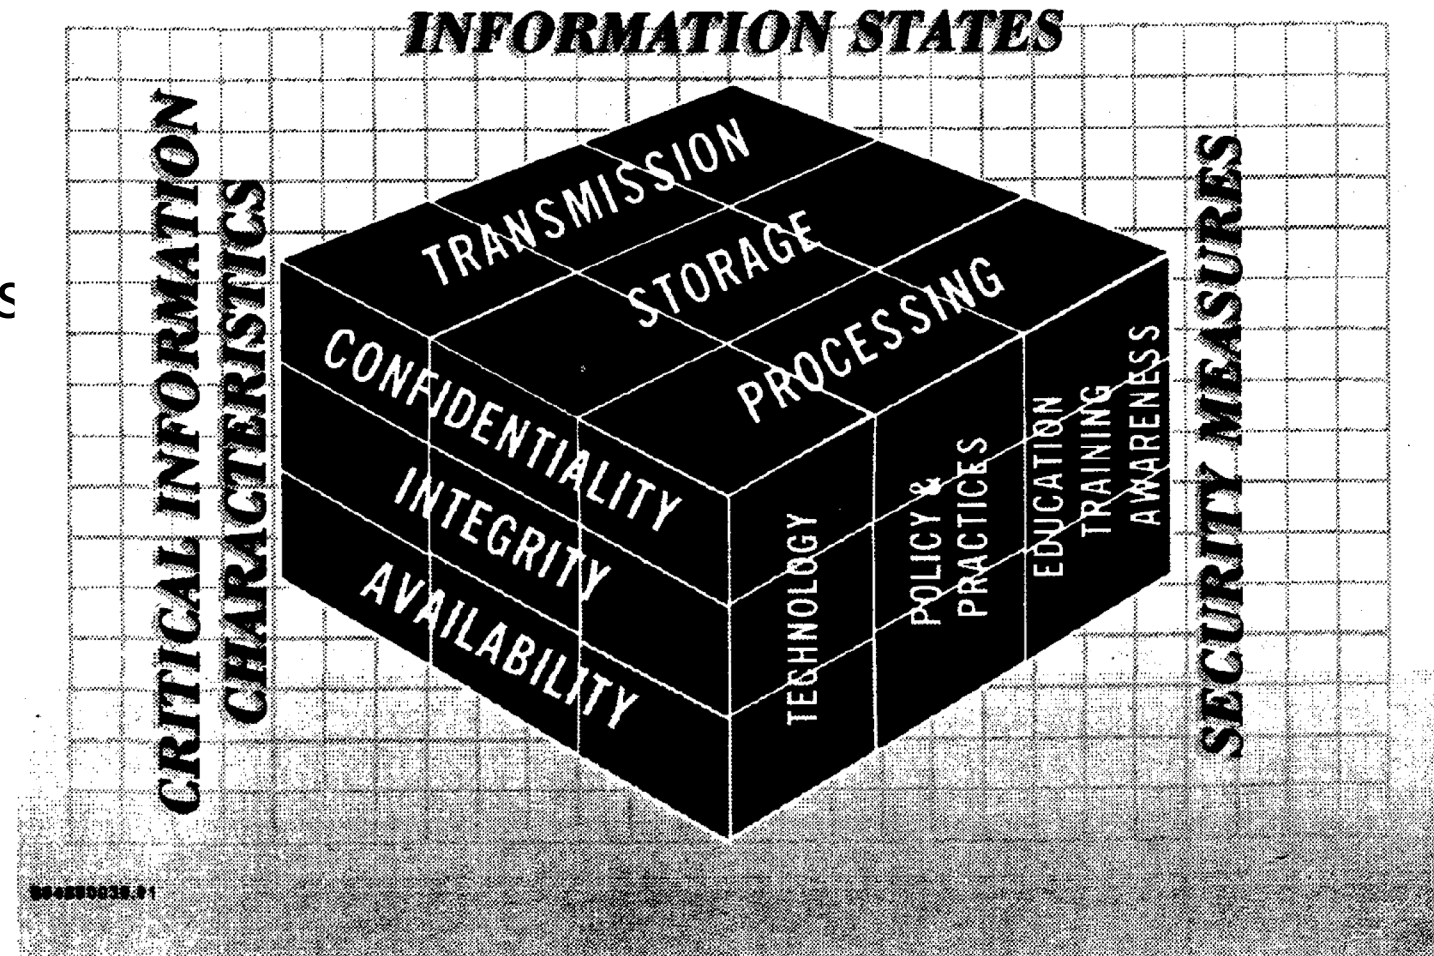 INFORMATION STATES
CRITICAL INFORMATION
CHARACTERISTICS
TRANSMISSION
STORAGE
PROCESSING
CONFIDENTIALITY
INTEGRITY
AVAILABILITY
TECHNOLOGY
POLICY &
PRACTICES
EDUCATION
TRAINING
AWARENESS
SECURITY MEASURES
s